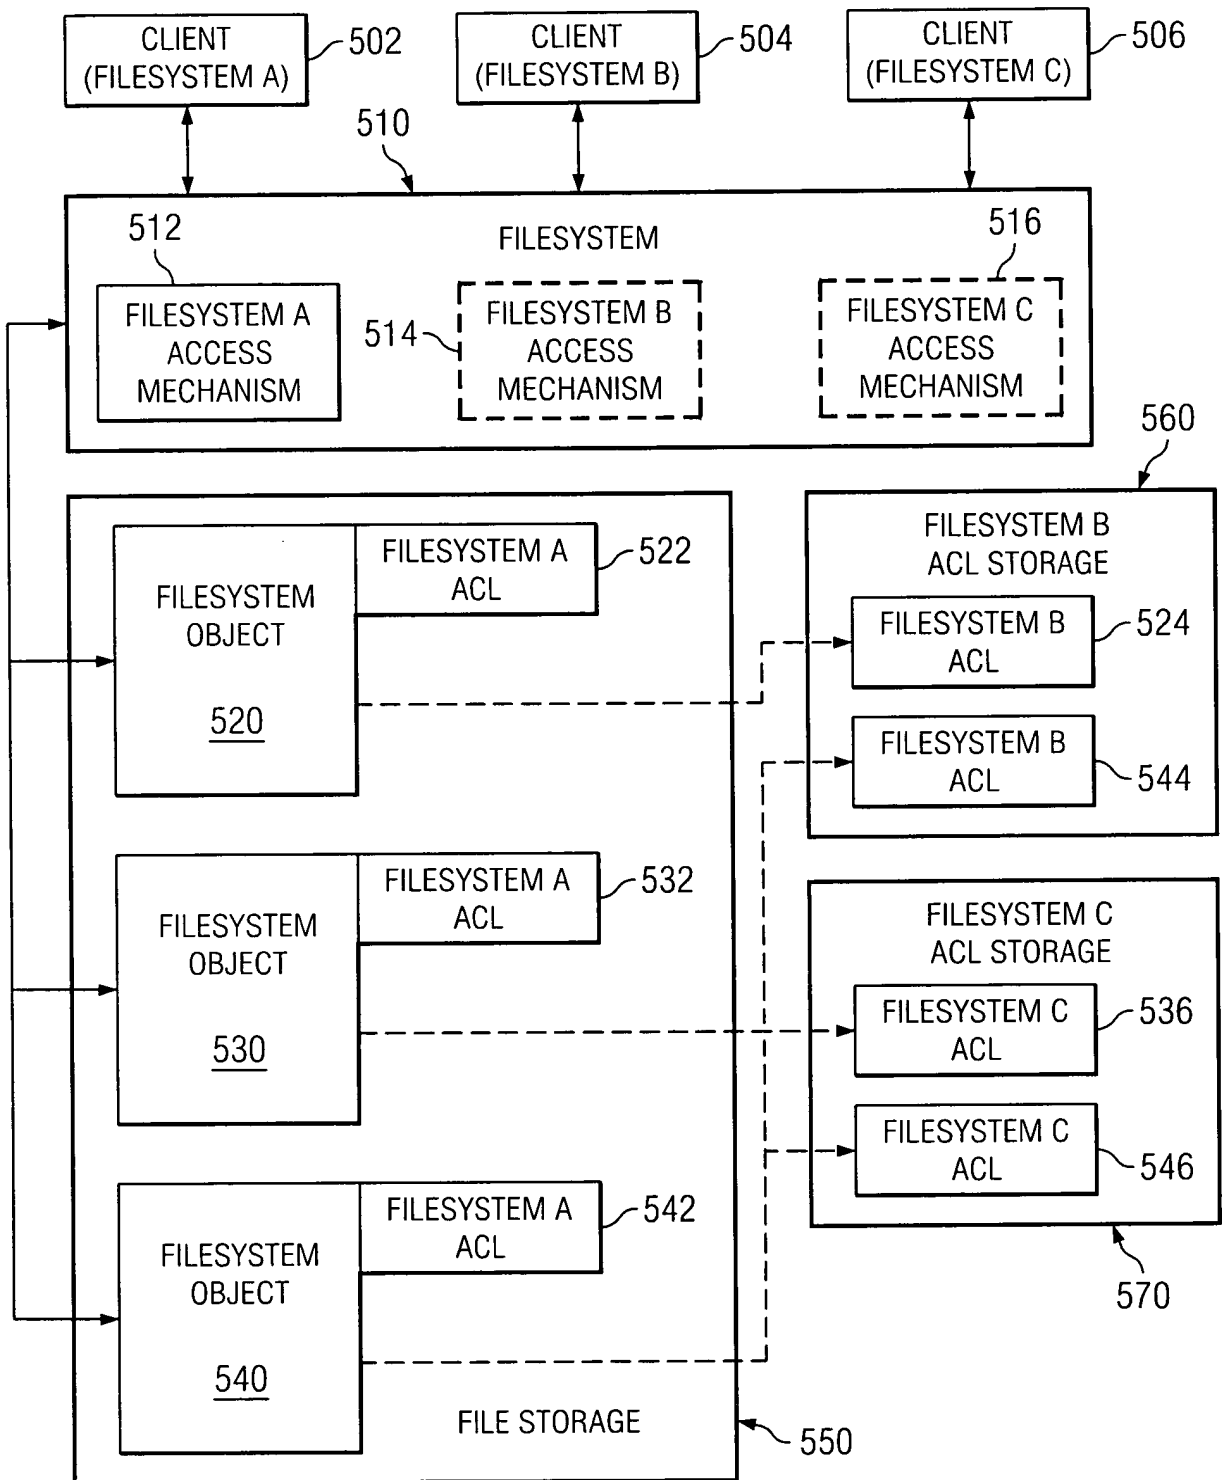 CLIENT
(FILESYSTEM A)
502
CLIENT
(FILESYSTEM B)
504
CLIENT
(FILESYSTEM C)
506
510
512
FILESYSTEM
516
FILESYSTEM A
ACCESS
MECHANISM
514
FILESYSTEM B
ACCESS
MECHANISM
FILESYSTEM C
ACCESS
MECHANISM
560
FILESYSTEM
OBJECT
520
FILESYSTEM A
ACL
522
FILESYSTEM B
ACL STORAGE
FILESYSTEM B
ACL
524
FILESYSTEM B
ACL
544
FILESYSTEM
OBJECT
530
FILESYSTEM A
ACL
532
FILESYSTEM C
ACL STORAGE
FILESYSTEM C
ACL
536
FILESYSTEM C
ACL
546
570
FILESYSTEM
OBJECT
540
FILESYSTEM A
ACL
542
FILE STORAGE
550